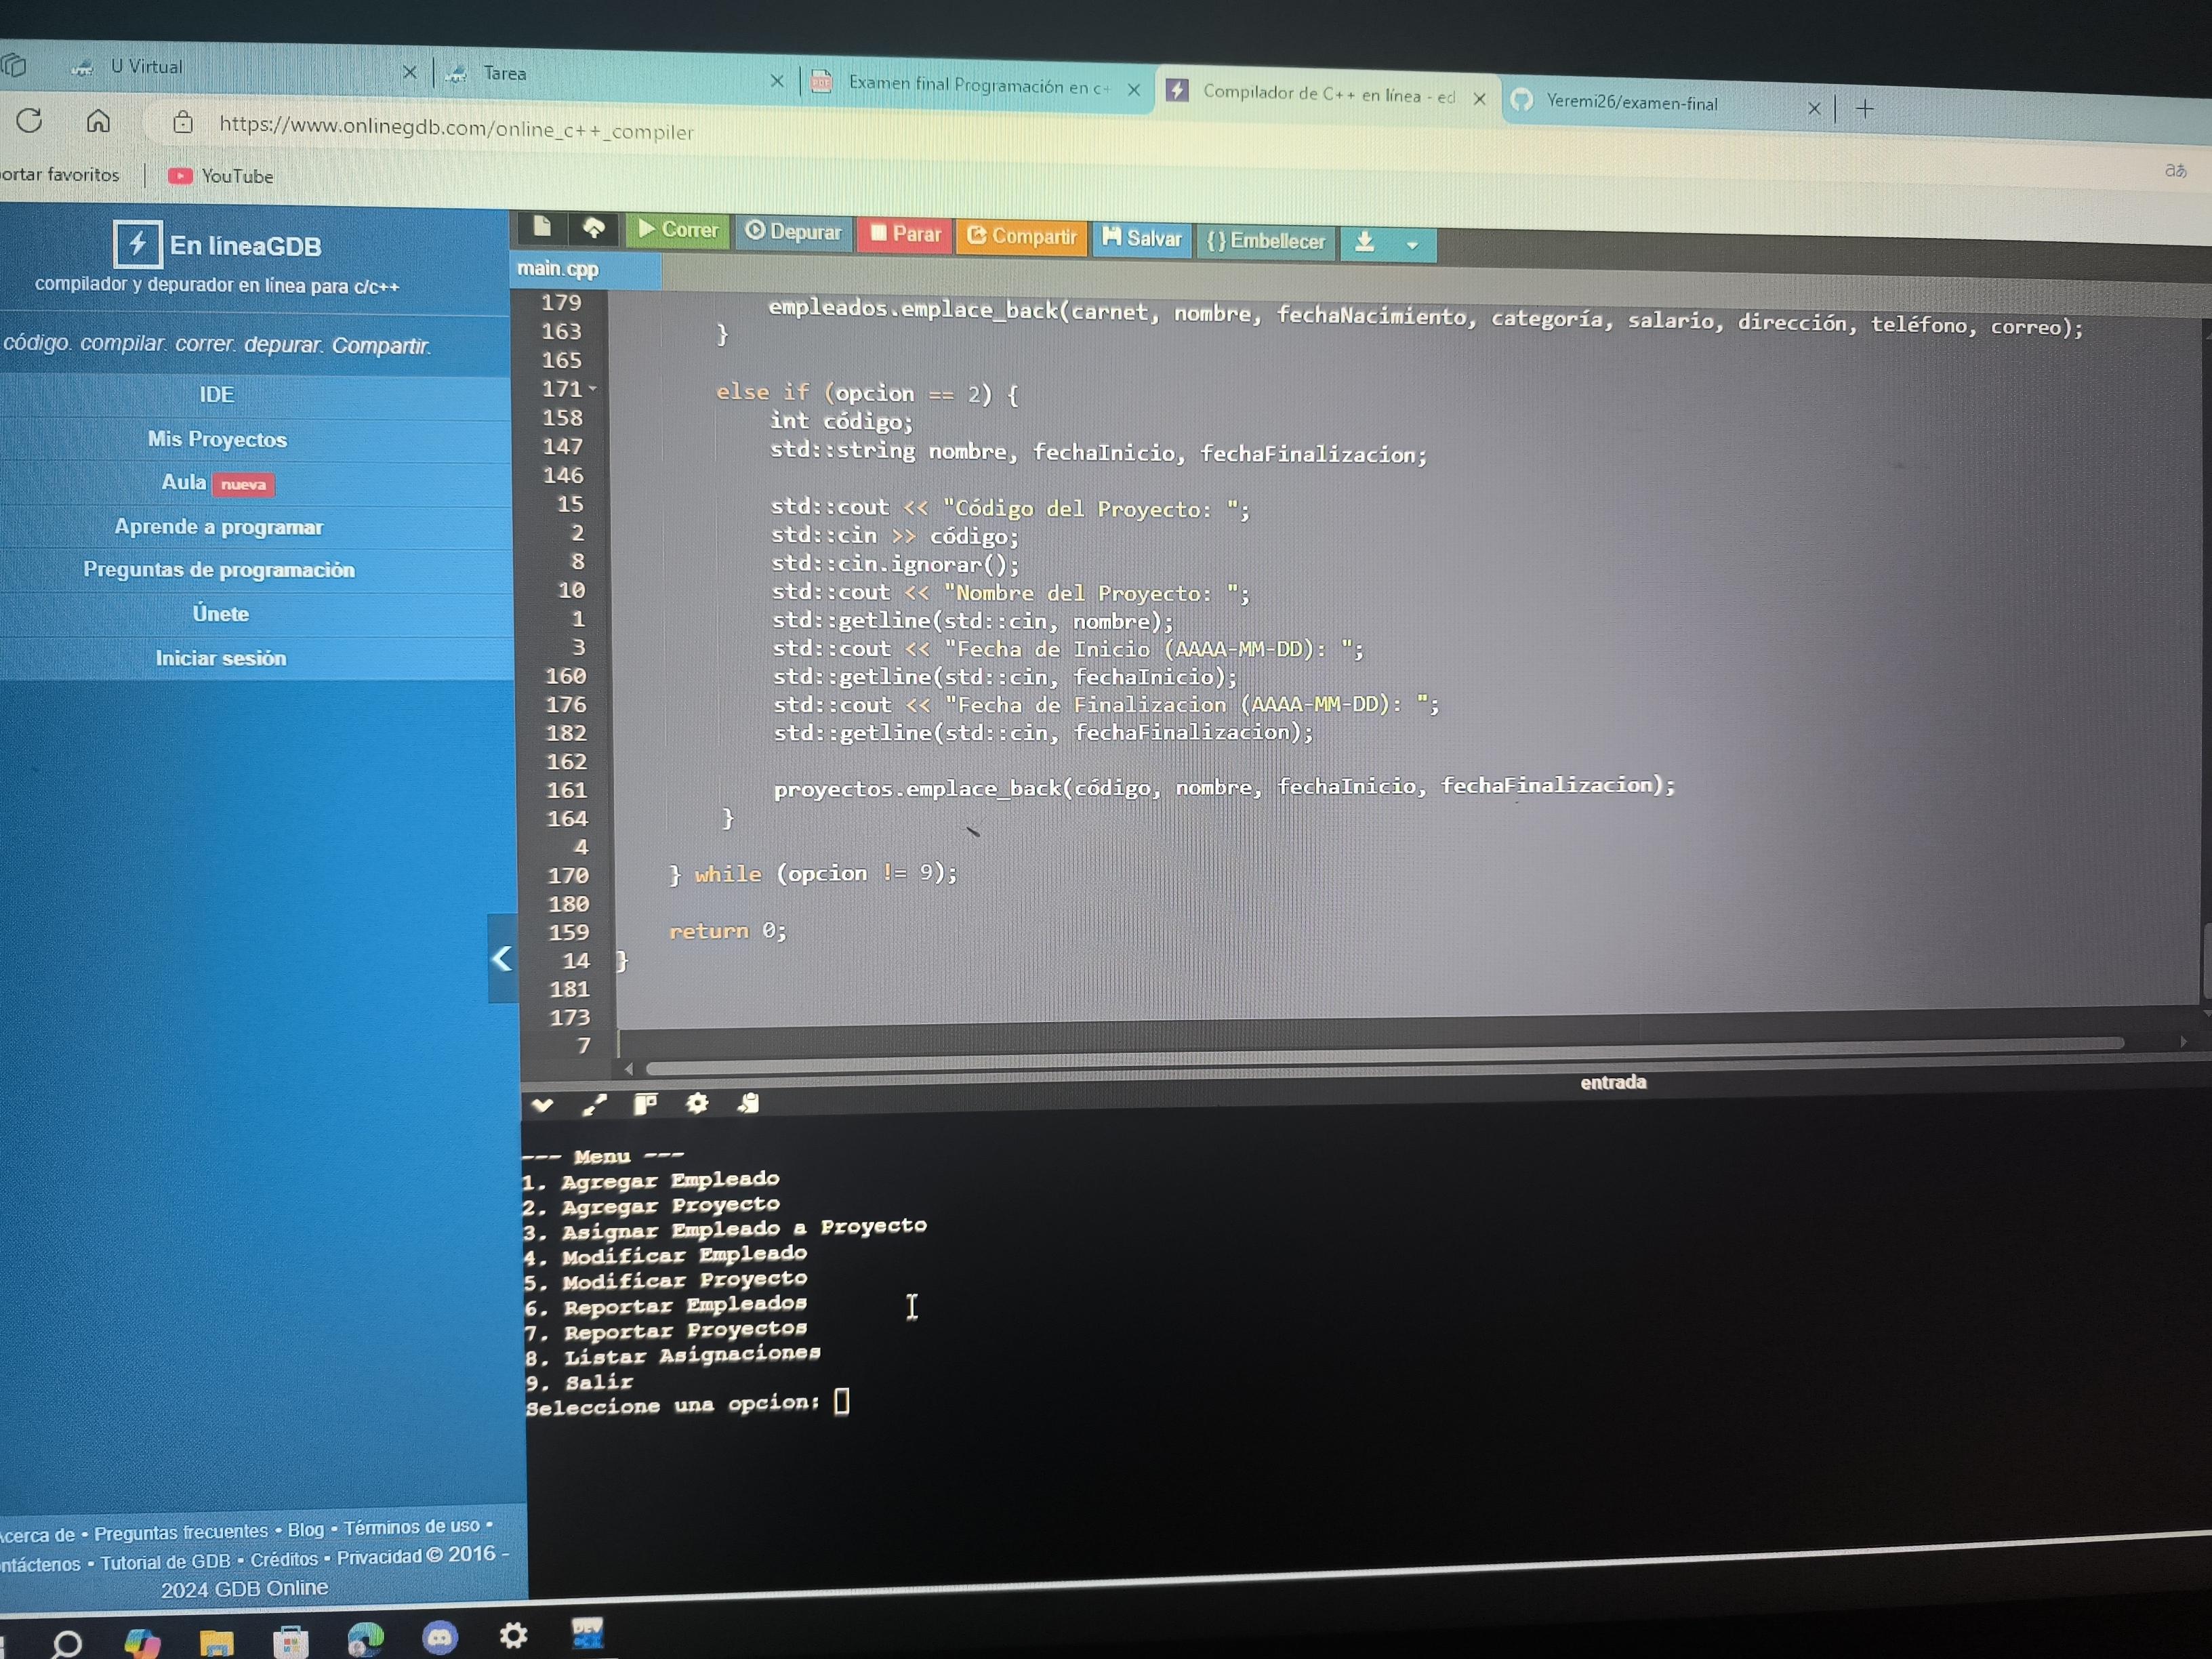 U Virtual
Tarea
Examen final Programación en c+
Compilador de C++ en línea - ed
Yeremi26/examen-final
https://www.onlinegdb.com/online_c++_compiler
aあ
ortar favoritos
YouTube
En líneaGDB
compilador y depurador en línea para c/c++
código. compilar. correr. depurar. Compartir.
IDE
Mis Proyectos
Aula nueva
Aprende a programar
Preguntas de programación
Únete
Iniciar sesión
Correr Depurar Parar Compartir Salvar {} Embellecer
main.cpp
179 empleados.emplace_back(carnet, nombre, fechaNacimiento, categoría, salario, dirección, teléfono, correo);
163 }
165
171 else if (opcion == 2) {
158 int código;
147 std::string nombre, fechaInicio, fechaFinalizacion;
146
15 std::cout << "Código del Proyecto: ";
2 std::cin >> código;
8 std::cin.ignorar();
10 std::cout << "Nombre del Proyecto: ";
1 std::getline(std::cin, nombre);
3 std::cout << "Fecha de Inicio (AAAA-MM-DD): ";
160 std::getline(std::cin, fechaInicio);
176 std::cout << "Fecha de Finalizacion (AAAA-MM-DD): ";
182 std::getline(std::cin, fechaFinalizacion);
162
161 proyectos.emplace_back(código, nombre, fechaInicio, fechaFinalizacion);
164 }
4
170 } while (opcion != 9);
180
159 return 0;
14 }
181
173
7
entrada
--- Menu ---
1. Agregar Empleado
2. Agregar Proyecto
3. Asignar Empleado a Proyecto
4. Modificar Empleado
5. Modificar Proyecto
6. Reportar Empleados
7. Reportar Proyectos
8. Listar Asignaciones
9. Salir
Seleccione una opcion:
Acerca de • Preguntas frecuentes • Blog • Términos de uso •
ntáctenos • Tutorial de GDB • Créditos • Privacidad © 2016 -
2024 GDB Online
DEV